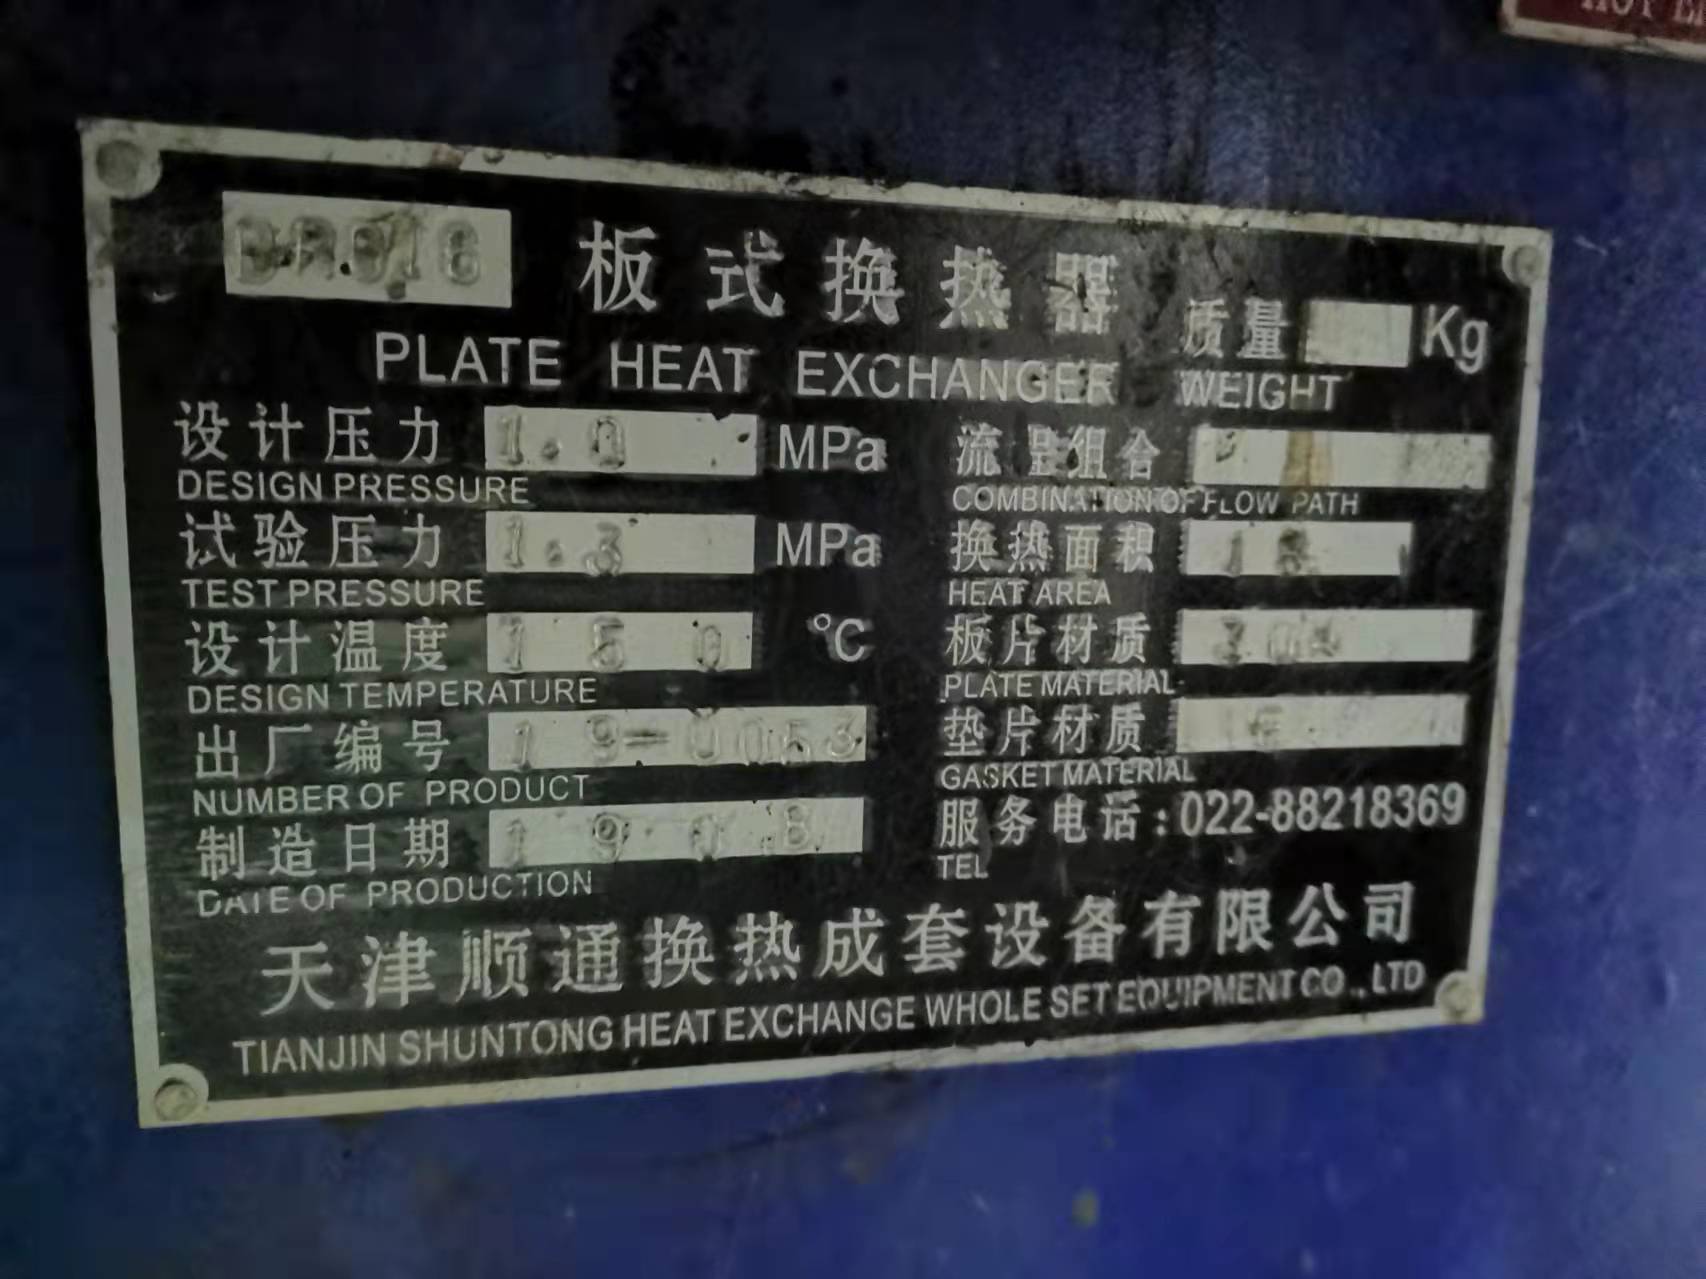 板式换热器
质量 Kg
PLATE HEAT EXCHANGER WEIGHT
设计压力 1.0 MPa
DESIGN PRESSURE
试验压力 1.3 MPa
TEST PRESSURE
设计温度 150 ℃
DESIGN TEMPERATURE
出厂编号 19-0053
NUMBER OF PRODUCT
制造日期
DATE OF PRODUCTION
流程组合
COMBINATION OF FLOW PATH
换热面积
HEAT AREA
板片材质 304
PLATE MATERIAL
垫片材质
GASKET MATERIAL
服务电话:022-88218369
TEL
天津顺通换热成套设备有限公司
TIANJIN SHUNTONG HEAT EXCHANGE WHOLE SET EQUIPMENT CO.,LTD